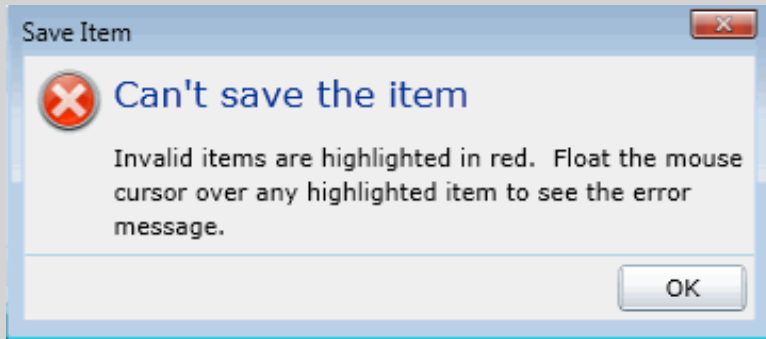 Save Item
Can't save the item
Invalid items are highlighted in red.  Float the mouse
cursor over any highlighted item to see the error
message.
OK